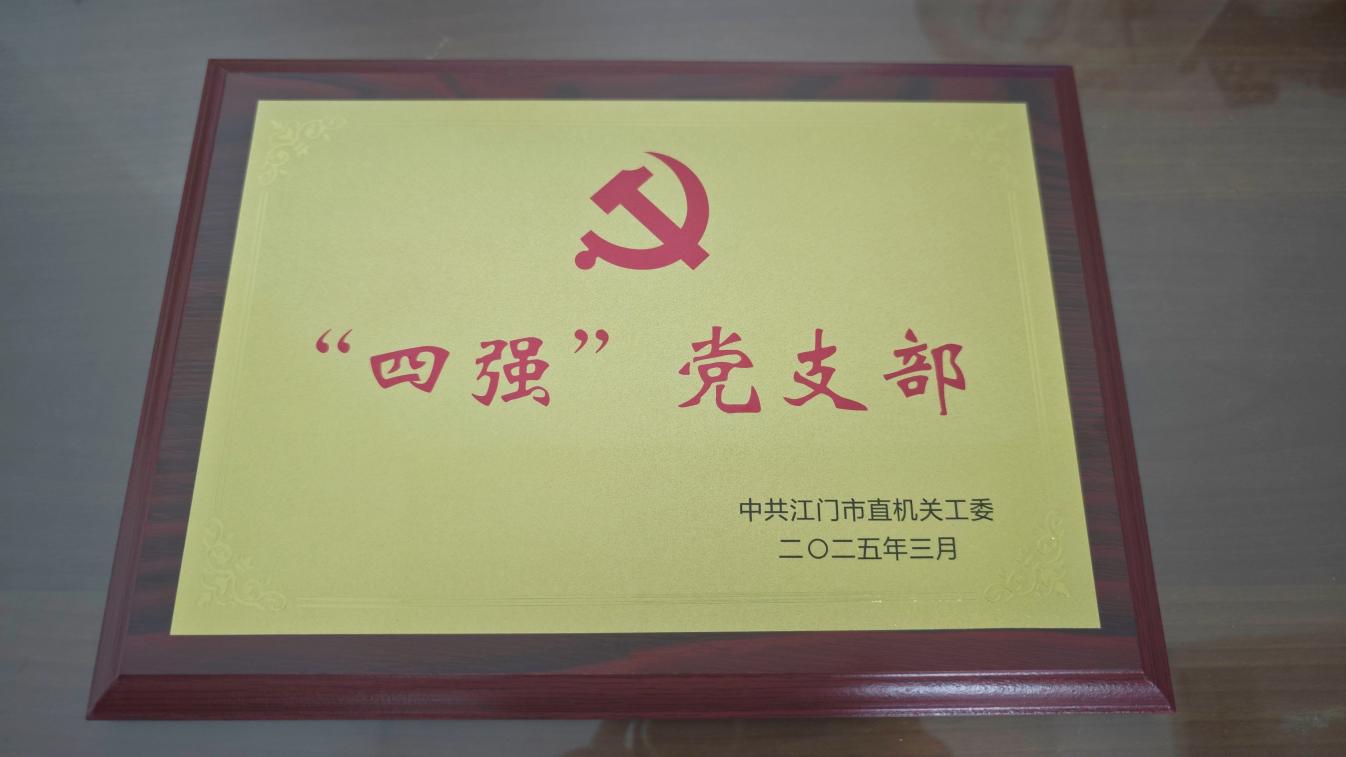 “四强”党支部
中共江门市直机关工委
二〇二五年三月